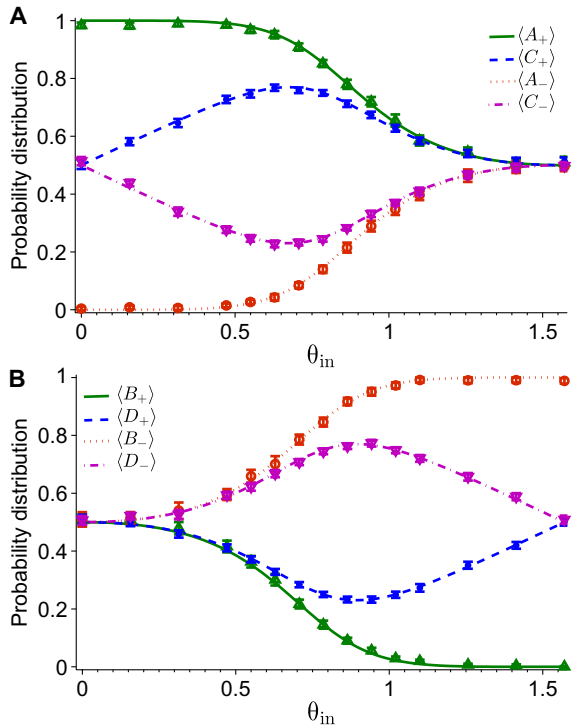 A
Probability distribution
1
0.8
0.6
0.4
0.2
0
⟨A₊⟩
⟨C₊⟩
⟨A₋⟩
⟨C₋⟩
0 0.5 1 1.5
θin
B
Probability distribution
1
0.8
0.6
0.4
0.2
0
⟨B₊⟩
⟨D₊⟩
⟨B₋⟩
⟨D₋⟩
0 0.5 1 1.5
θin